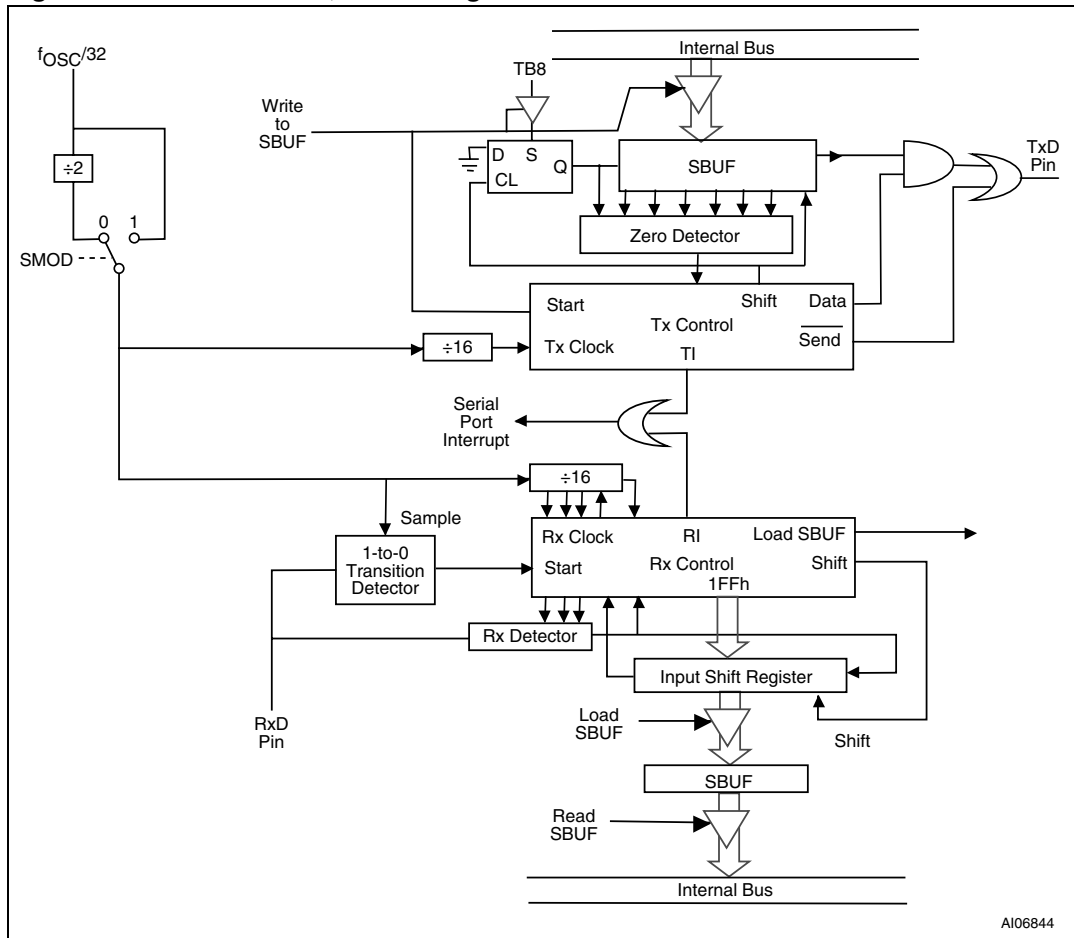 Internal Bus
fOSC/32
TB8
Write
to
SBUF
D S
Q
CL
SBUF
TxD
Pin
÷2
Zero Detector
0 1
SMOD
Shift
Data
Start
Tx Control
Send
÷16
Tx Clock
TI
Serial
Port
Interrupt
÷16
Sample
Rx Clock
RI
Load SBUF
1-to-0
Transition
Detector
Start
Rx Control
Shift
1FFh
Rx Detector
Input Shift Register
RxD
Pin
Load
SBUF
Shift
SBUF
Read
SBUF
Internal Bus
AI06844